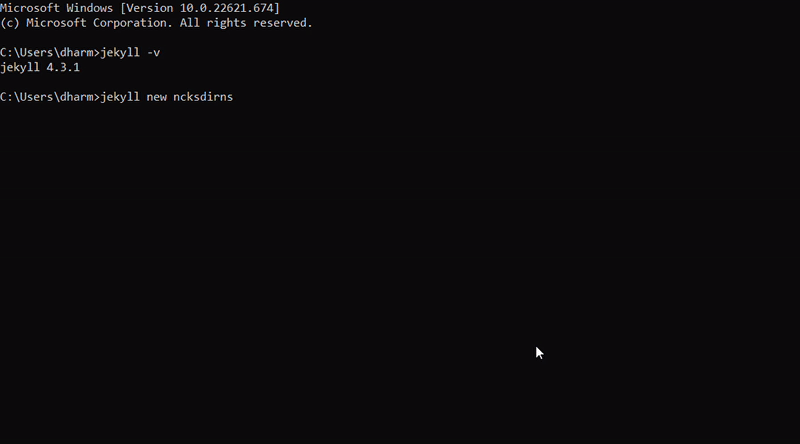 Microsoft Windows [Version 10.0.22621.674]
(c) Microsoft Corporation. All rights reserved.
C:\Users\dharm>jekyll -v
jekyll 4.3.1
C:\Users\dharm>jekyll new ncksdirns